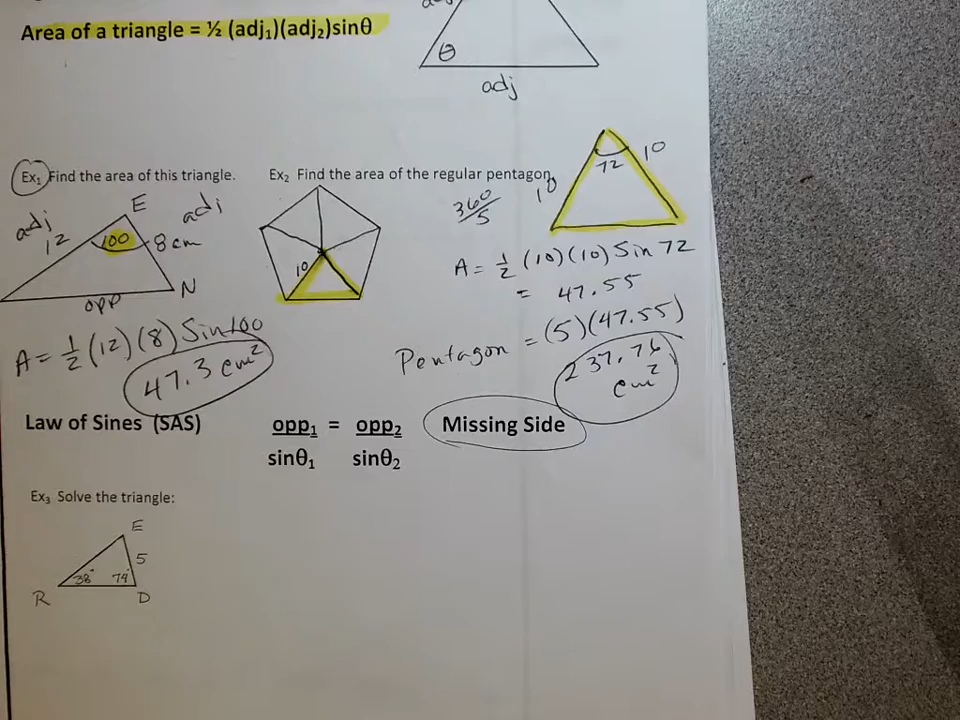 adj
Area of a triangle = ½ (adj₁)(adj₂)sinθ
θ
adj
Ex₁ Find the area of this triangle.
Ex₂ Find the area of the regular pentagon.
360/5
72
10
10
E
adj
adj
12
100
8 cm
N
opp
10
A = 1/2 (10)(10) Sin 72
= 47.55
Pentagon = (5)(47.55)
237.76
cm²
A = 1/2 (12)(8) Sin 100
47.3 cm²
Law of Sines (SAS)
opp₁ = opp₂
sinθ₁ sinθ₂
Missing Side
Ex₃ Solve the triangle:
E
5
38°
74°
R
D